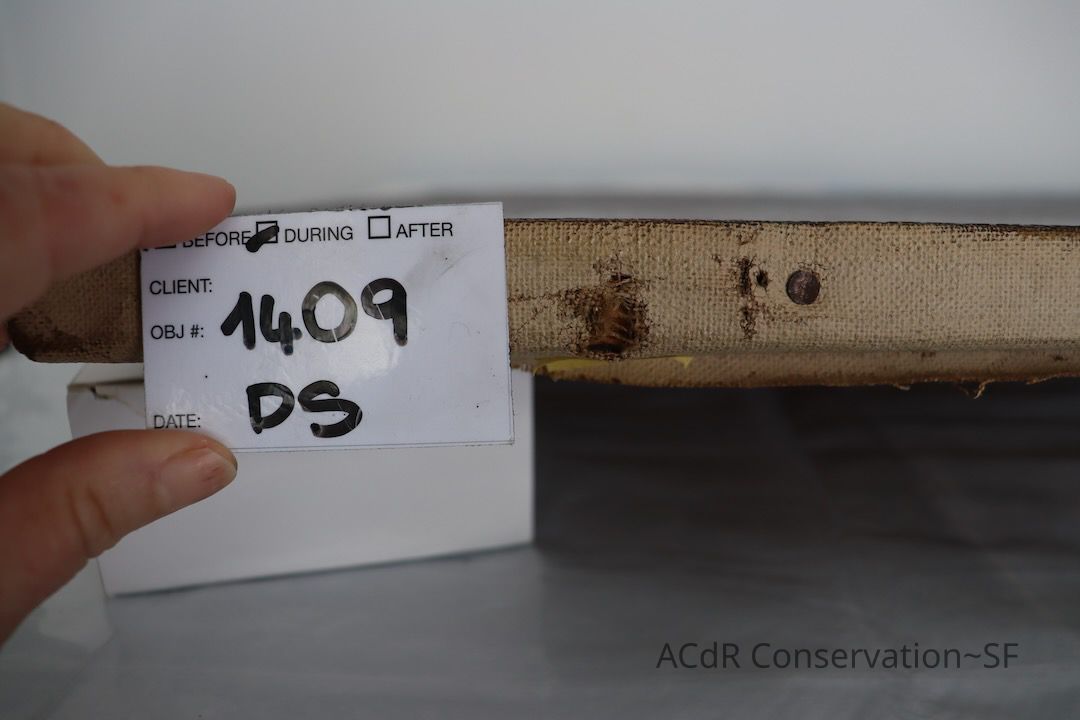 BEFORE DURING AFTER
CLIENT:
OBJ #: 1409
DS
DATE:
ACdR Conservation~SF